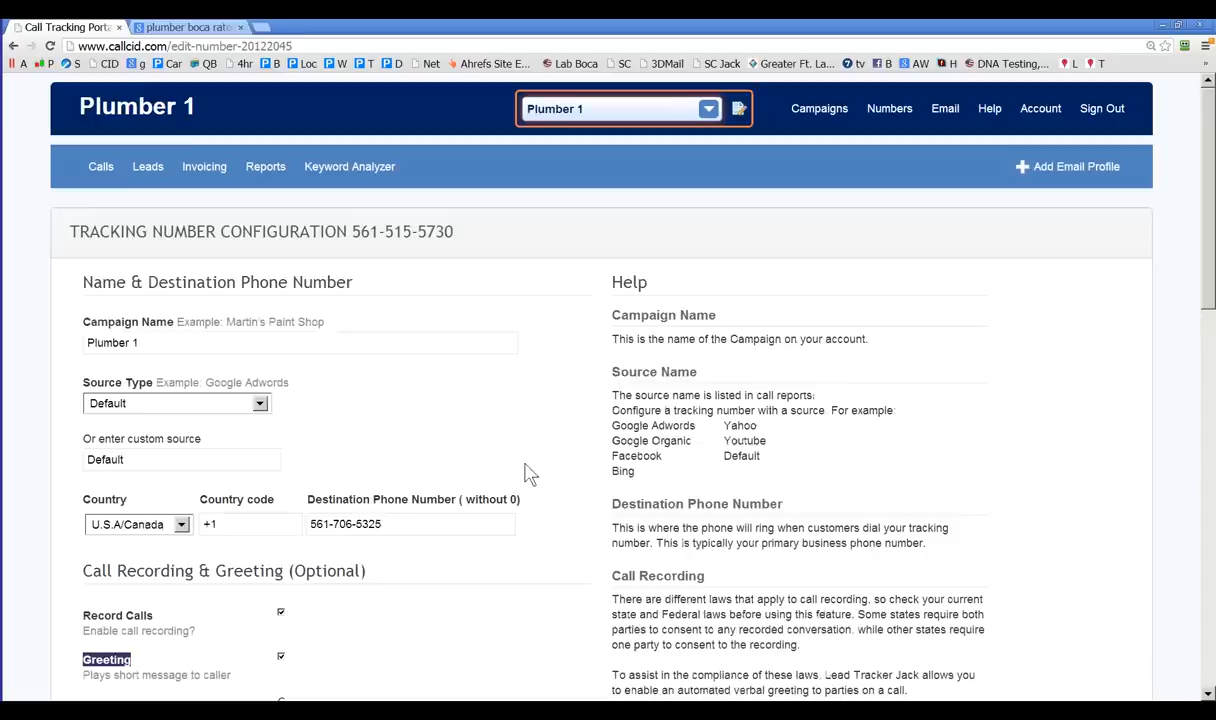 Call Tracking Porta × plumber boca rato ×
www.callcid.com/edit-number-20122045
A P S CID g P Car QB 4hr P B P Loc P W P T P D Net Ahrefs Site E... Lab Boca SC 3DMail SC Jack Greater Ft. La... tv B AW H DNA Testing,... L T
Plumber 1
Plumber 1
Campaigns Numbers Email Help Account Sign Out
Calls Leads Invoicing Reports Keyword Analyzer
Add Email Profile
TRACKING NUMBER CONFIGURATION 561-515-5730
Name & Destination Phone Number
Campaign Name Example: Martin's Paint Shop
Plumber 1
Source Type Example: Google Adwords
Default
Or enter custom source
Default
Country Country code Destination Phone Number ( without 0)
U.S.A/Canada +1 561-706-5325
Call Recording & Greeting (Optional)
Record Calls
Enable call recording?
Greeting
Plays short message to caller
Help
Campaign Name
This is the name of the Campaign on your account.
Source Name
The source name is listed in call reports:
Configure a tracking number with a source. For example:
Google Adwords Yahoo
Google Organic Youtube
Facebook Default
Bing
Destination Phone Number
This is where the phone will ring when customers dial your tracking
number. This is typically your primary business phone number.
Call Recording
There are different laws that apply to call recording, so check your current
state and Federal laws before using this feature. Some states require both
parties to consent to any recorded conversation. while other states require
one party to consent to the recording.
To assist in the compliance of these laws. Lead Tracker Jack allows you
to enable an automated verbal greeting to parties on a call.